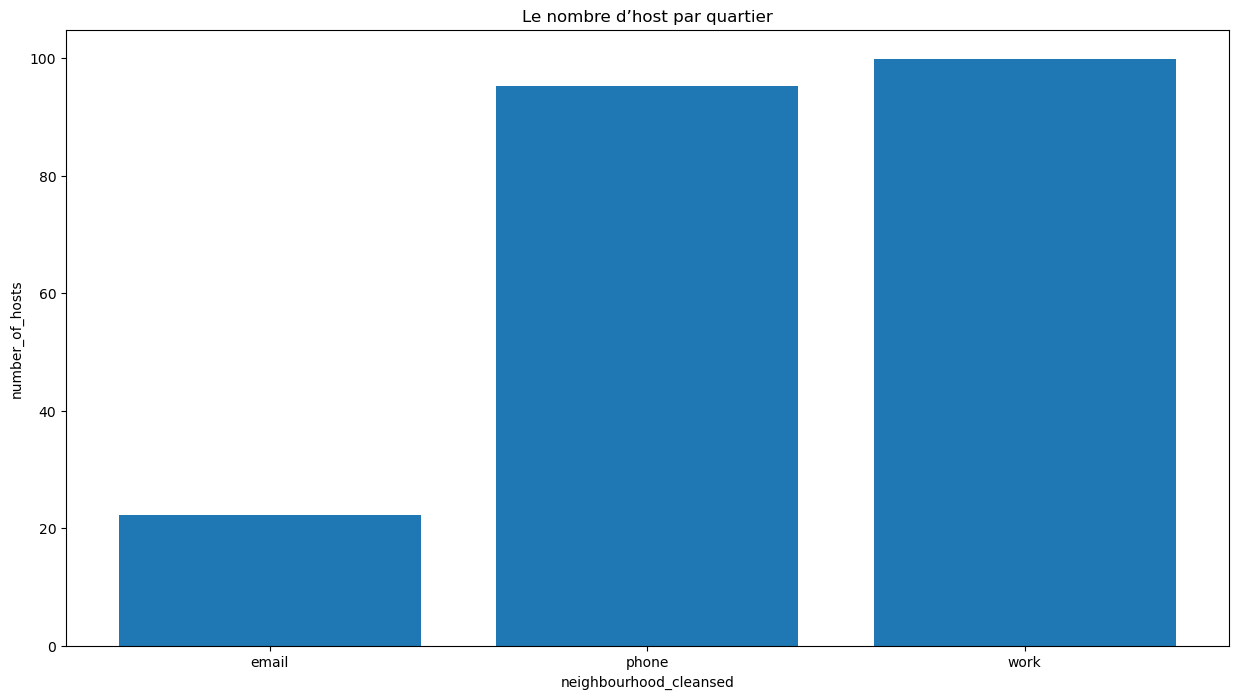 Le nombre d’host par quartier
100
80
60
40
20
0
number_of_hosts
email phone work
neighbourhood_cleansed